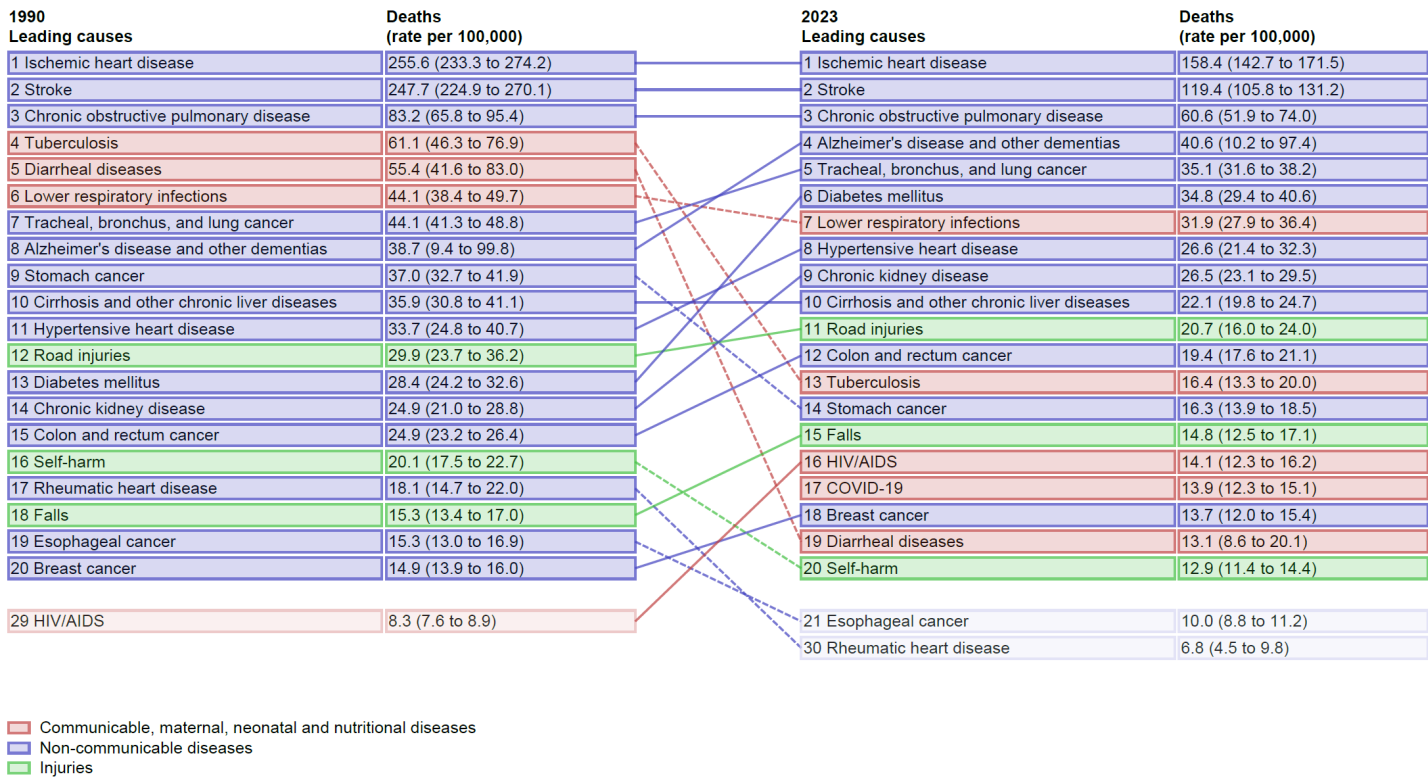 1990 Deaths 2023 Deaths
Leading causes (rate per 100,000) Leading causes (rate per 100,000)
1 Ischemic heart disease 255.6 (233.3 to 274.2) 1 Ischemic heart disease 158.4 (142.7 to 171.5)
2 Stroke 247.7 (224.9 to 270.1) 2 Stroke 119.4 (105.8 to 131.2)
3 Chronic obstructive pulmonary disease 83.2 (65.8 to 95.4) 3 Chronic obstructive pulmonary disease 60.6 (51.9 to 74.0)
4 Tuberculosis 61.1 (46.3 to 76.9) 4 Alzheimer's disease and other dementias 40.6 (10.2 to 97.4)
5 Diarrheal diseases 55.4 (41.6 to 83.0) 5 Tracheal, bronchus, and lung cancer 35.1 (31.6 to 38.2)
6 Lower respiratory infections 44.1 (38.4 to 49.7) 6 Diabetes mellitus 34.8 (29.4 to 40.6)
7 Tracheal, bronchus, and lung cancer 44.1 (41.3 to 48.8) 7 Lower respiratory infections 31.9 (27.9 to 36.4)
8 Alzheimer's disease and other dementias 38.7 (9.4 to 99.8) 8 Hypertensive heart disease 26.6 (21.4 to 32.3)
9 Stomach cancer 37.0 (32.7 to 41.9) 9 Chronic kidney disease 26.5 (23.1 to 29.5)
10 Cirrhosis and other chronic liver diseases 35.9 (30.8 to 41.1) 10 Cirrhosis and other chronic liver diseases 22.1 (19.8 to 24.7)
11 Hypertensive heart disease 33.7 (24.8 to 40.7) 11 Road injuries 20.7 (16.0 to 24.0)
12 Road injuries 29.9 (23.7 to 36.2) 12 Colon and rectum cancer 19.4 (17.6 to 21.1)
13 Diabetes mellitus 28.4 (24.2 to 32.6) 13 Tuberculosis 16.4 (13.3 to 20.0)
14 Chronic kidney disease 24.9 (21.0 to 28.8) 14 Stomach cancer 16.3 (13.9 to 18.5)
15 Colon and rectum cancer 24.9 (23.2 to 26.4) 15 Falls 14.8 (12.5 to 17.1)
16 Self-harm 20.1 (17.5 to 22.7) 16 HIV/AIDS 14.1 (12.3 to 16.2)
17 Rheumatic heart disease 18.1 (14.7 to 22.0) 17 COVID-19 13.9 (12.3 to 15.1)
18 Falls 15.3 (13.4 to 17.0) 18 Breast cancer 13.7 (12.0 to 15.4)
19 Esophageal cancer 15.3 (13.0 to 16.9) 19 Diarrheal diseases 13.1 (8.6 to 20.1)
20 Breast cancer 14.9 (13.9 to 16.0) 20 Self-harm 12.9 (11.4 to 14.4)
29 HIV/AIDS 8.3 (7.6 to 8.9) 21 Esophageal cancer 10.0 (8.8 to 11.2)
30 Rheumatic heart disease 6.8 (4.5 to 9.8)
Communicable, maternal, neonatal and nutritional diseases
Non-communicable diseases
Injuries